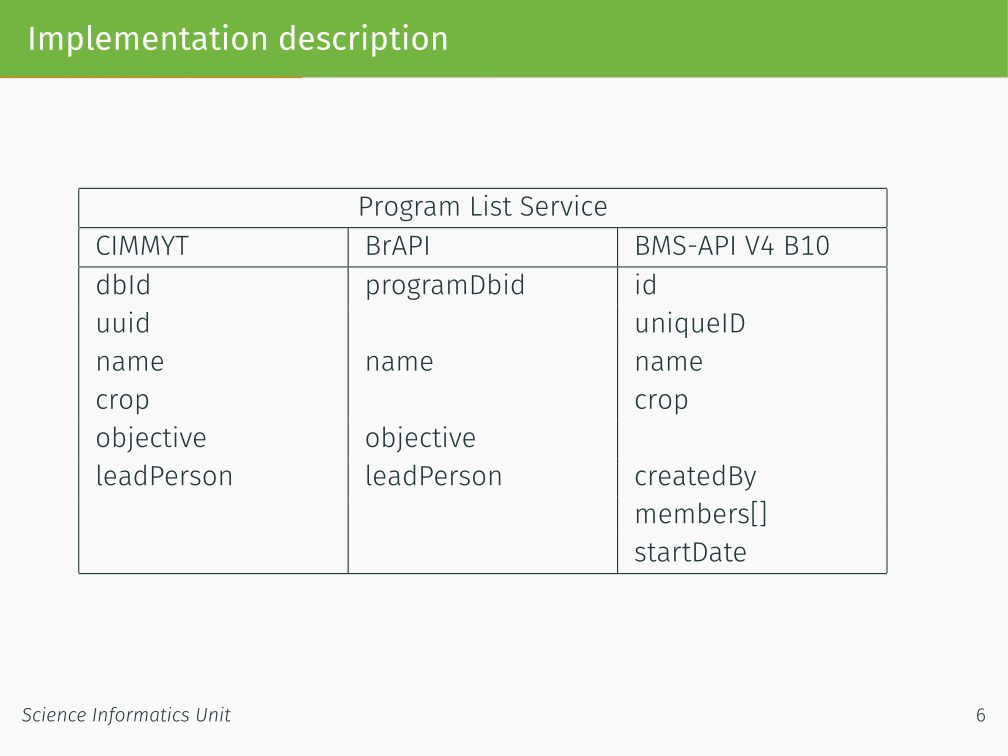 Implementation description
Program List Service
CIMMYT BrAPI BMS-API V4 B10
dbId programDbid id
uuid uniqueID
name name name
crop crop
objective objective
leadPerson leadPerson createdBy
members[]
startDate
Science Informatics Unit 6